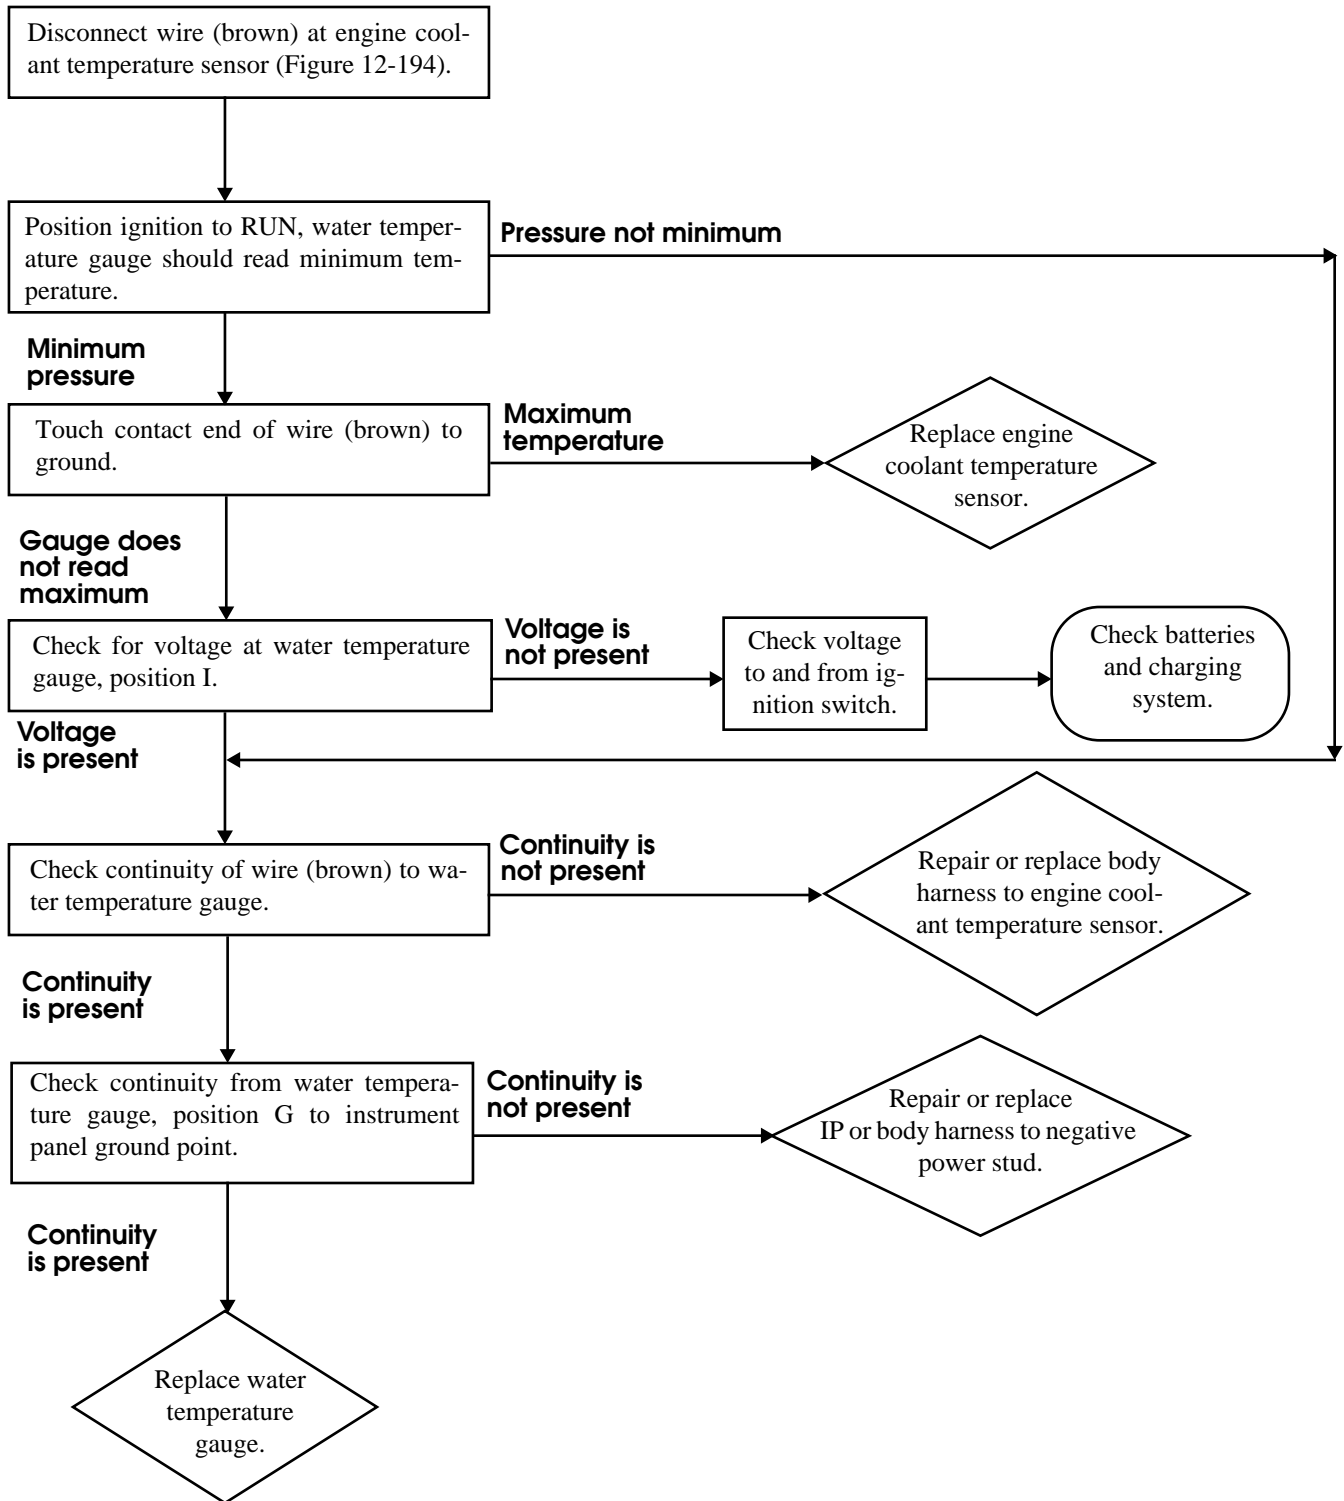 Disconnect wire (brown) at engine cool-
ant temperature sensor (Figure 12-194).
Position ignition to RUN, water temper-
ature gauge should read minimum tem-
perature.
Pressure not minimum
Minimum
pressure
Touch contact end of wire (brown) to
ground.
Maximum
temperature
Replace engine
coolant temperature
sensor.
Gauge does
not read
maximum
Check for voltage at water temperature
gauge, position I.
Voltage is
not present
Check voltage
to and from ig-
nition switch.
Check batteries
and charging
system.
Voltage
is present
Check continuity of wire (brown) to wa-
ter temperature gauge.
Continuity is
not present
Repair or replace body
harness to engine cool-
ant temperature sensor.
Continuity
is present
Check continuity from water tempera-
ture gauge, position G to instrument
panel ground point.
Continuity is
not present
Repair or replace
IP or body harness to negative
power stud.
Continuity
is present
Replace water
temperature
gauge.